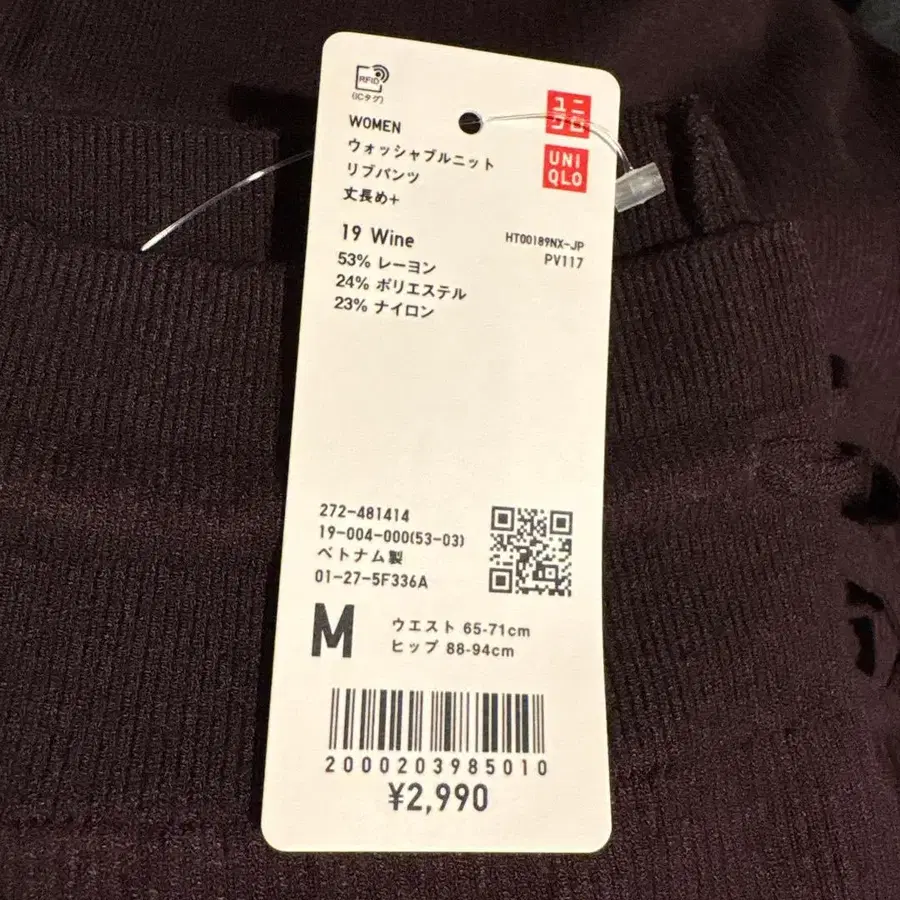 RFID
(ICタグ)
ユニ
クロ
UNI
QLO
WOMEN
ウォッシャブルニット
リブパンツ
丈長め+
19 Wine
HT00189NX-JP
PV117
53% レーヨン
24% ポリエステル
23% ナイロン
272-481414
19-004-000(53-03)
ベトナム製
01-27-5F336A
M
ウエスト 65-71cm
ヒップ 88-94cm
2000203985010
¥2,990